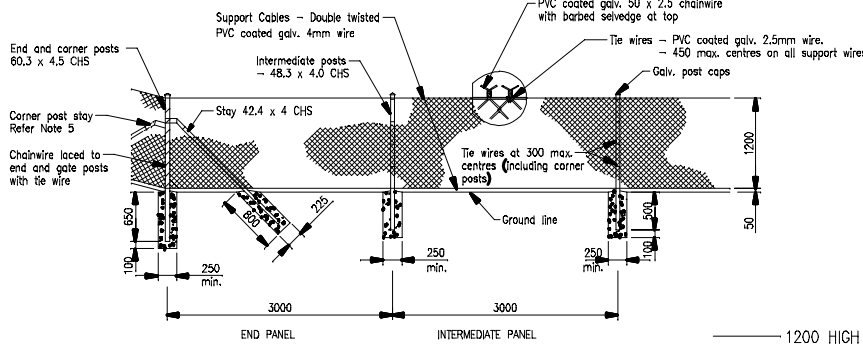 PVC coated galv. 50 x 2.5 chainwire
with barbed selvedge at top
Support Cables - Double twisted
PVC coated galv. 4mm wire
Tie wires - PVC coated galv. 2.5mm wire.
- 450 max. centres on all support wires
End and corner posts
60.3 x 4.5 CHS
Intermediate posts
- 48.3 x 4.0 CHS
Galv. post caps
Corner post stay
Refer Note 5
Stay 42.4 x 4 CHS
Chainwire laced to
end and gate posts
with tie wire
Tie wires at 300 max.
centres (including corner
posts)
1200
650
100
800
225
Ground line
500
100
50
250
min.
250
min.
250
min.
3000
3000
END PANEL
INTERMEDIATE PANEL
1200 HIGH